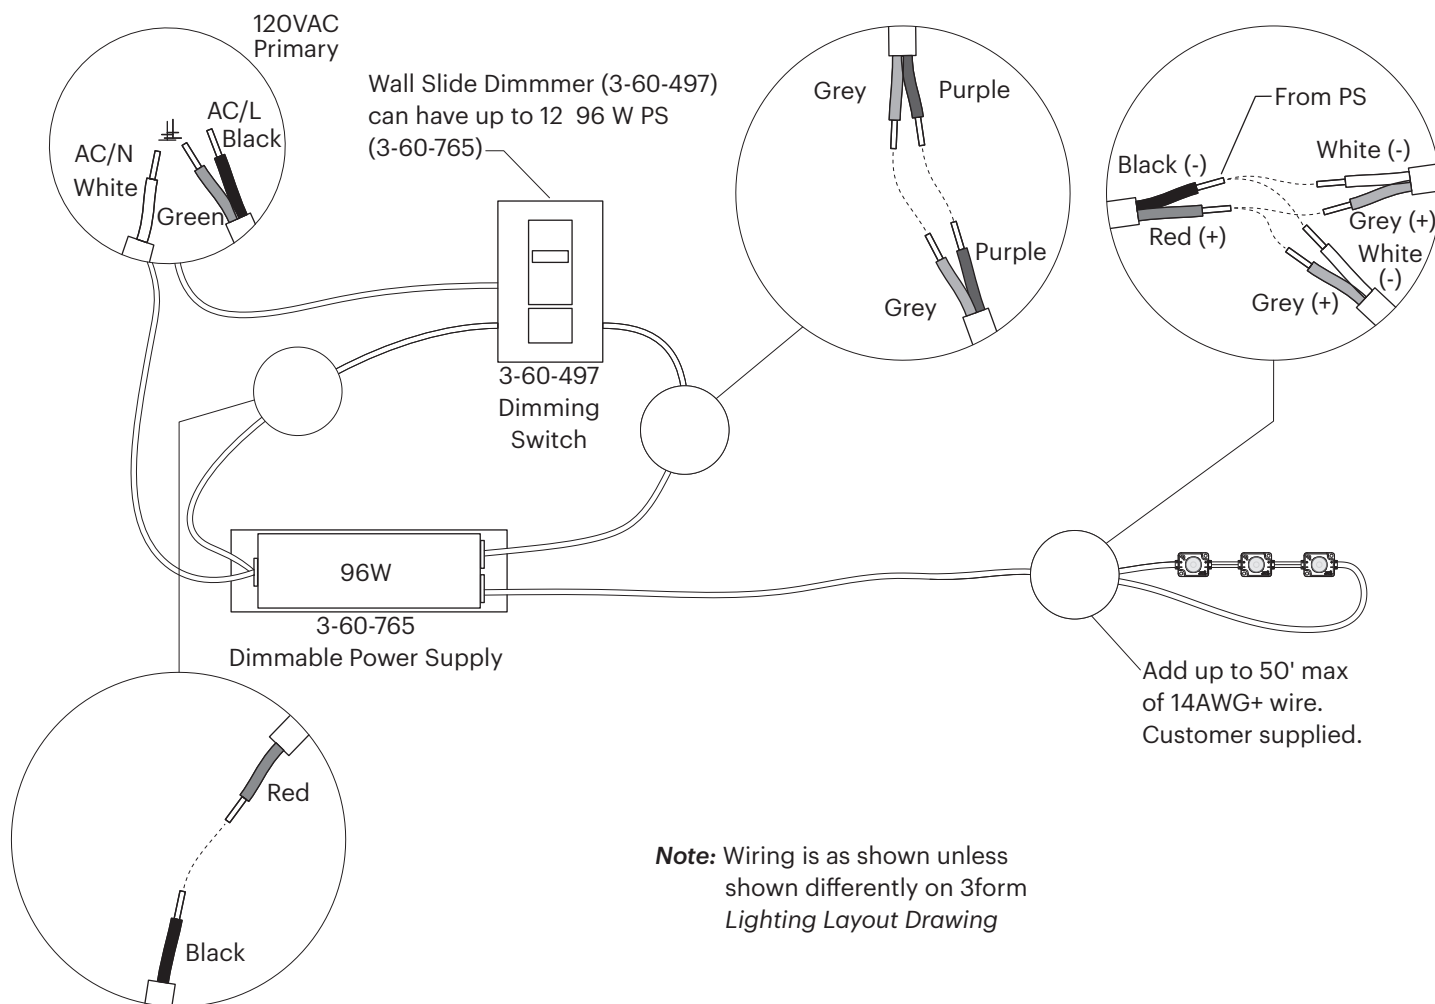 120VAC
Primary
AC/L
Black
AC/N
White
Green
Wall Slide Dimmmer (3-60-497)
can have up to 12 96 W PS
(3-60-765)
3-60-497
Dimming
Switch
Grey
Purple
Purple
Grey
From PS
Black (-)
White (-)
Red (+)
Grey (+)
White
(-)
Grey (+)
96W
3-60-765
Dimmable Power Supply
Add up to 50' max
of 14AWG+ wire.
Customer supplied.
Red
Black
Note: Wiring is as shown unless
shown differently on 3form
Lighting Layout Drawing